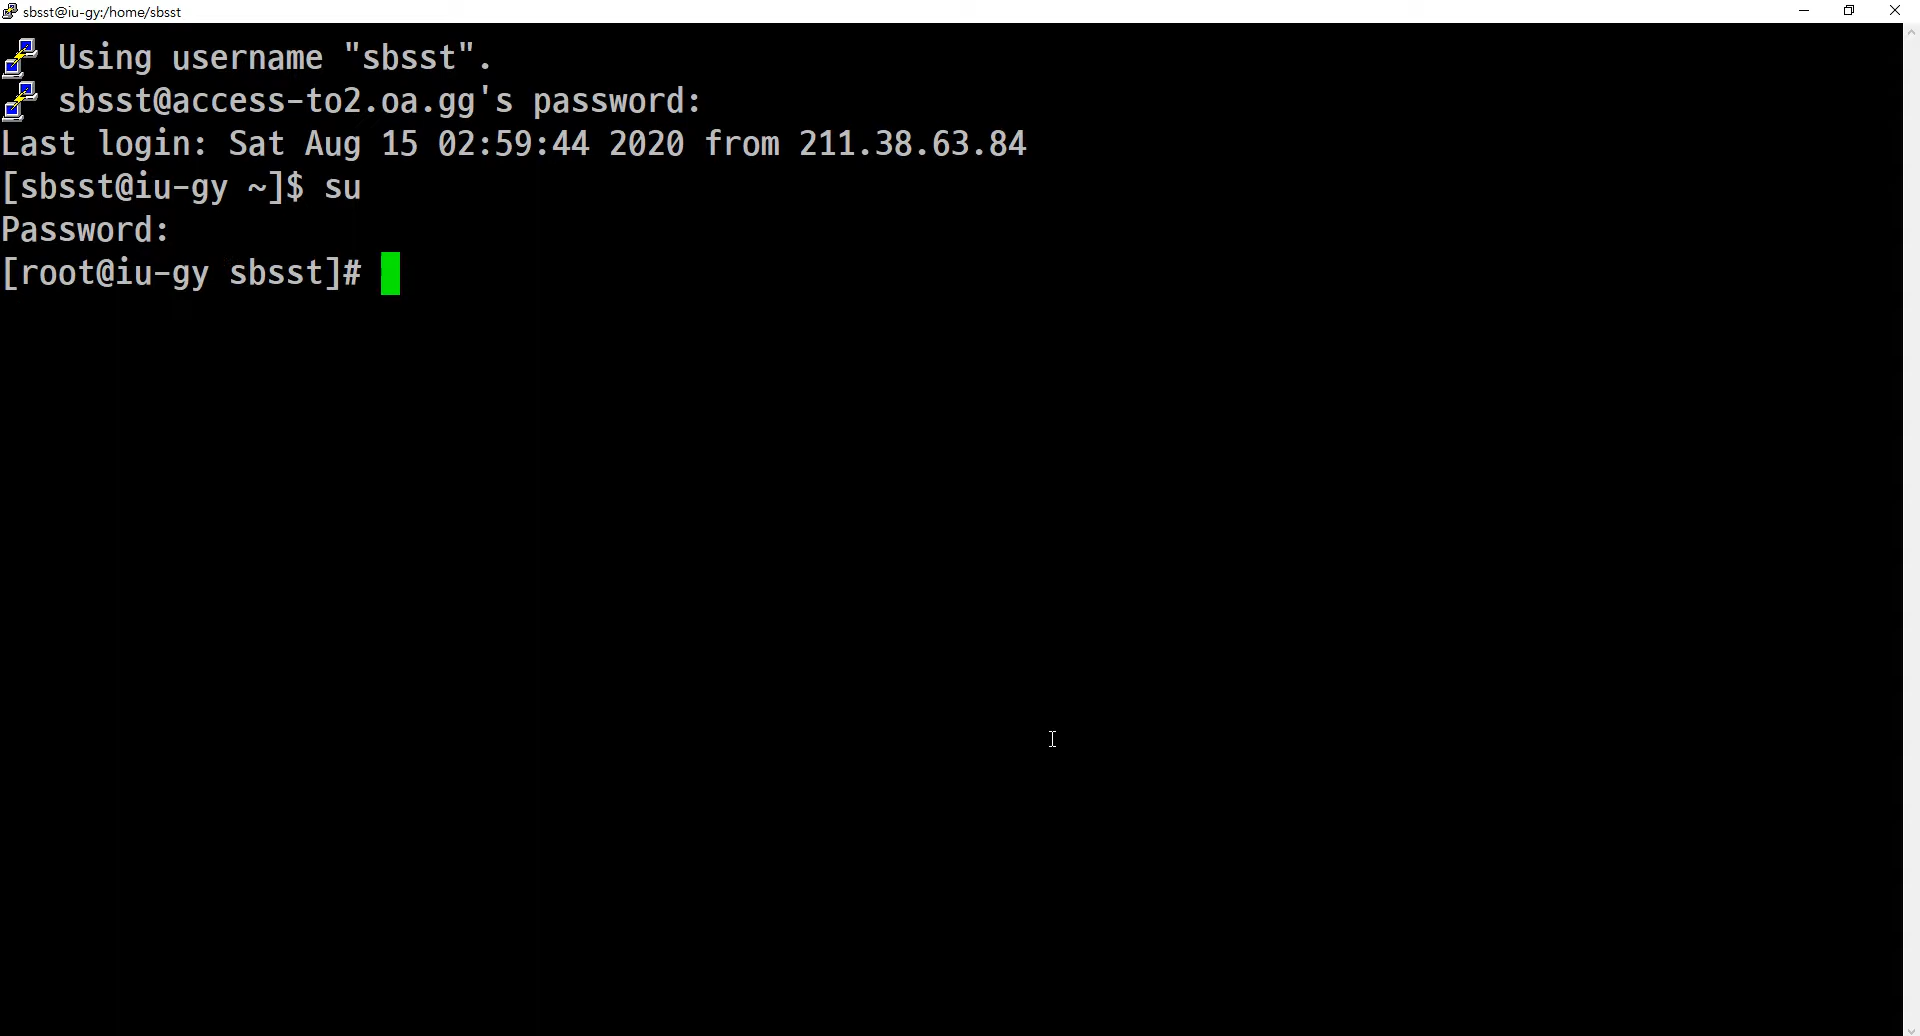 sbsst@iu-gy:/home/sbsst
Using username "sbsst".
sbsst@access-to2.oa.gg's password:
Last login: Sat Aug 15 02:59:44 2020 from 211.38.63.84
[sbsst@iu-gy ~]$ su
Password:
[root@iu-gy sbsst]#